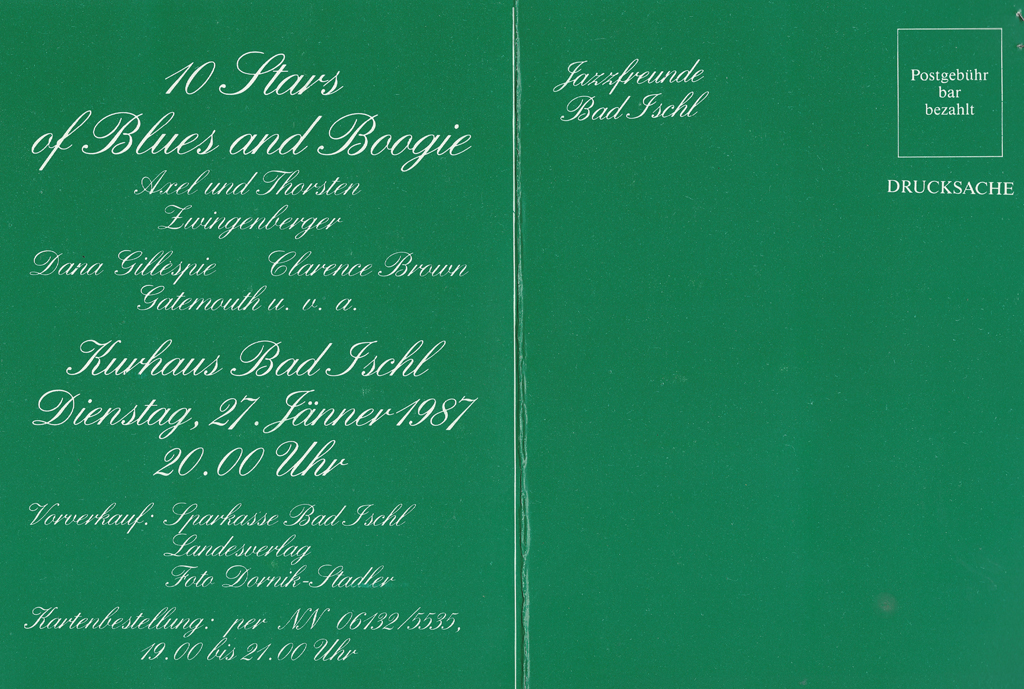 10 Stars
of Blues and Boogie
Axel und Thorsten
Zwingenberger
Dana Gillespie Clarence Brown
Gatemouth u. v. a.
Kurhaus Bad Ischl
Dienstag, 27. Jänner 1987
20.00 Uhr
Vorverkauf: Sparkasse Bad Ischl
Landesverlag
Foto Dornik-Stadler
Kartenbestellung: per NN 06132/5535,
19.00 bis 21.00 Uhr
Jazzfreunde
Bad Ischl
Postgebühr
bar
bezahlt
DRUCKSACHE